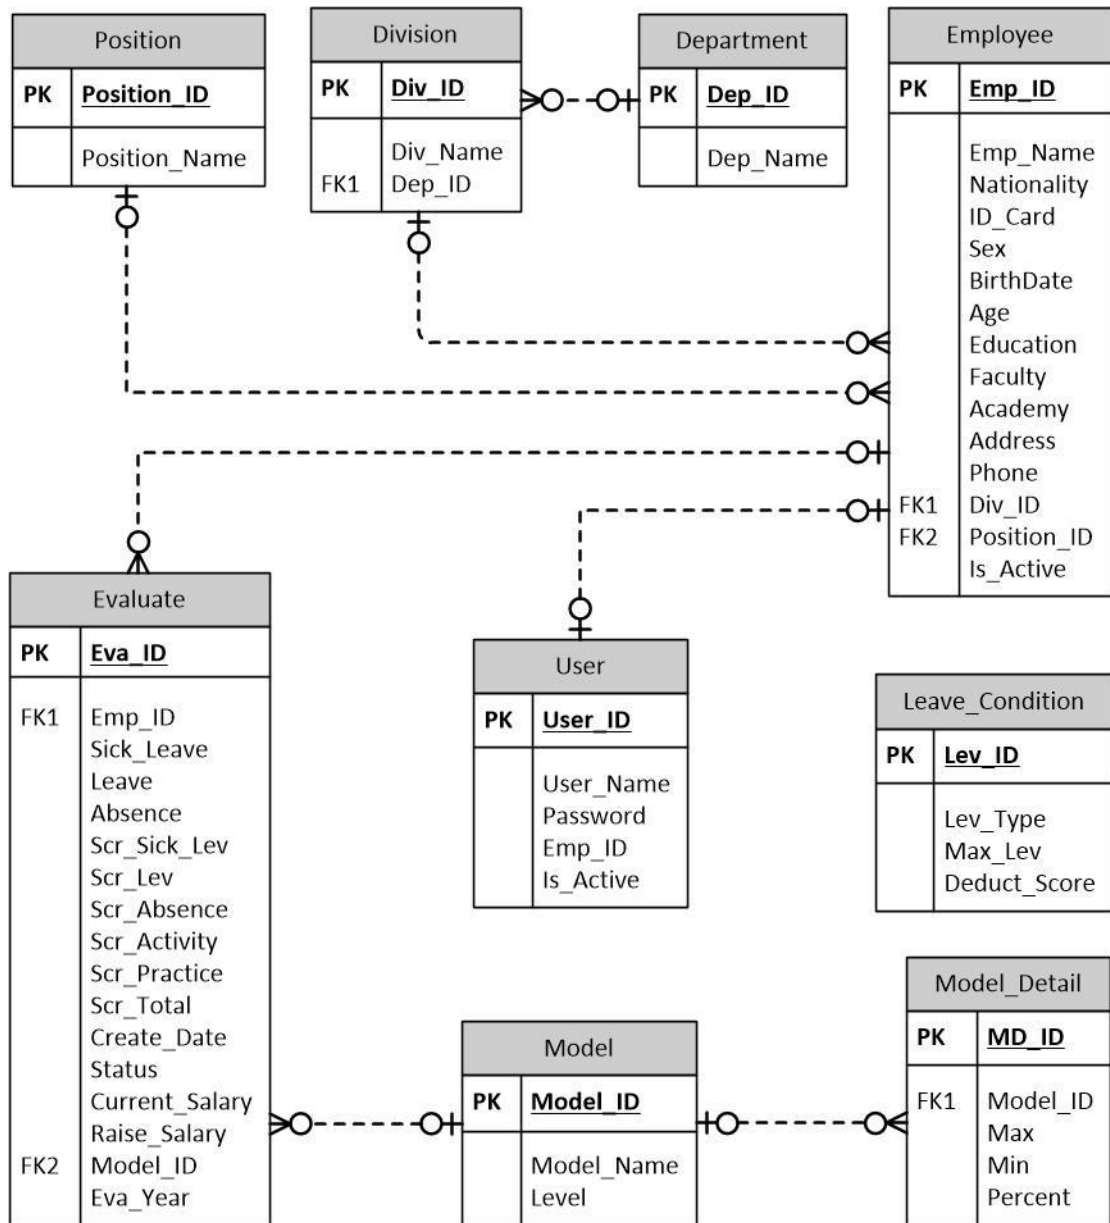 Position
PK Position_ID
Position_Name
Division
PK Div_ID
Div_Name
FK1 Dep_ID
Department
PK Dep_ID
Dep_Name
Employee
PK Emp_ID
Emp_Name
Nationality
ID_Card
Sex
BirthDate
Age
Education
Faculty
Academy
Address
Phone
FK1 Div_ID
FK2 Position_ID
Is_Active
Evaluate
PK Eva_ID
FK1 Emp_ID
Sick_Leave
Leave
Absence
Scr_Sick_Lev
Scr_Lev
Scr_Absence
Scr_Activity
Scr_Practice
Scr_Total
Create_Date
Status
Current_Salary
Raise_Salary
FK2 Model_ID
Eva_Year
User
PK User_ID
User_Name
Password
Emp_ID
Is_Active
Leave_Condition
PK Lev_ID
Lev_Type
Max_Lev
Deduct_Score
Model
PK Model_ID
Model_Name
Level
Model_Detail
PK MD_ID
FK1 Model_ID
Max
Min
Percent